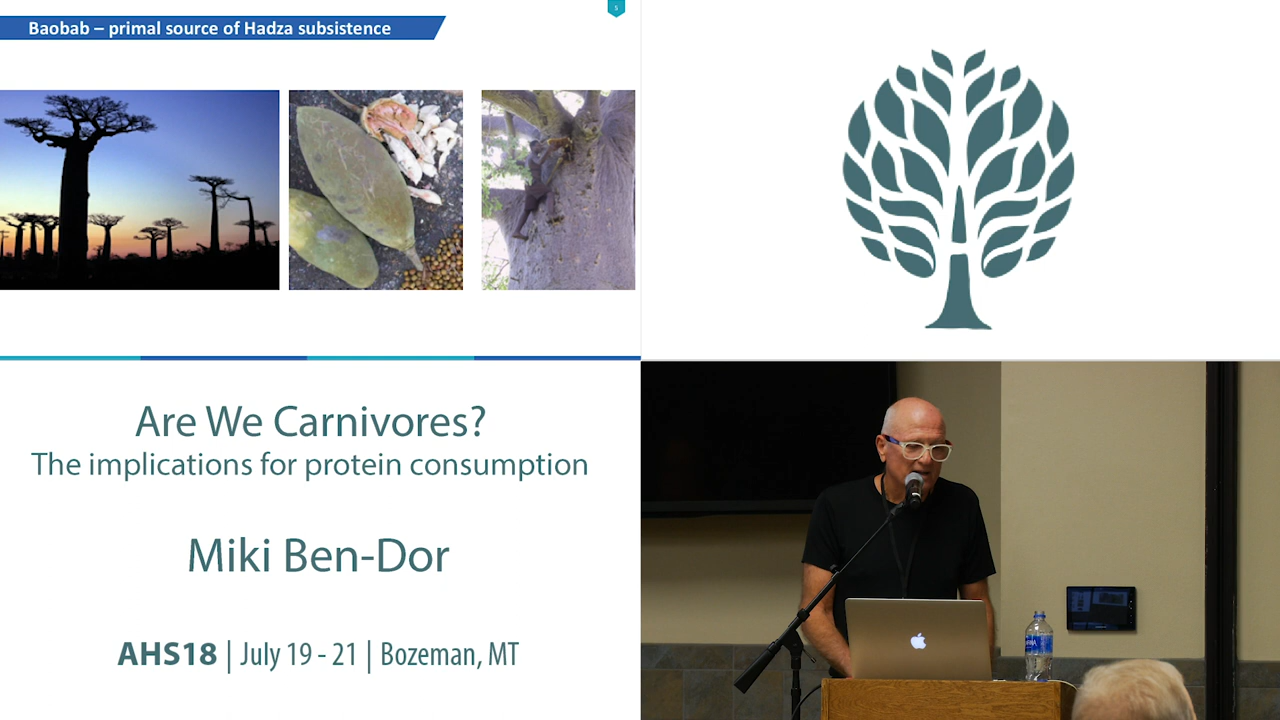 Baobab – primal source of Hadza subsistence
5
Are We Carnivores?
The implications for protein consumption
Miki Ben-Dor
AHS18 | July 19 - 21 | Bozeman, MT